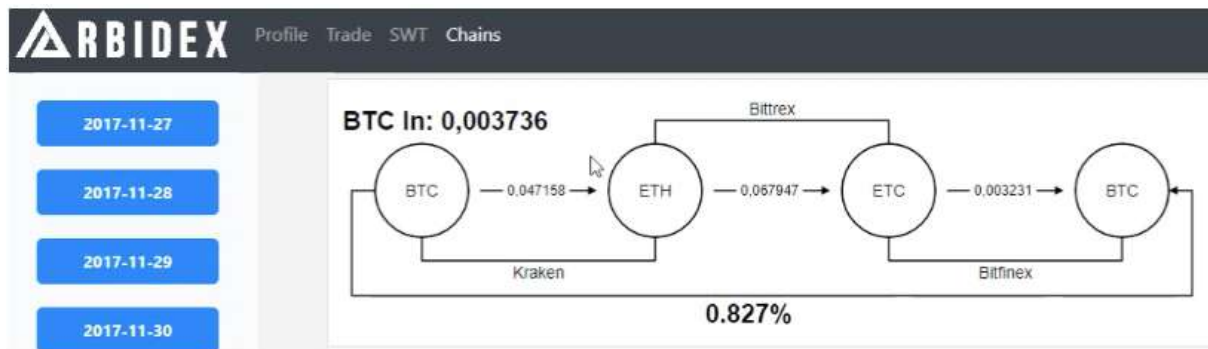 ARBIDEX Profile Trade SWT Chains
2017-11-27
2017-11-28
2017-11-29
2017-11-30
BTC In: 0,003736
Bittrex
BTC 0,047158 ETH 0,067947 ETC 0,003231 BTC
Kraken Bitfinex
0.827%